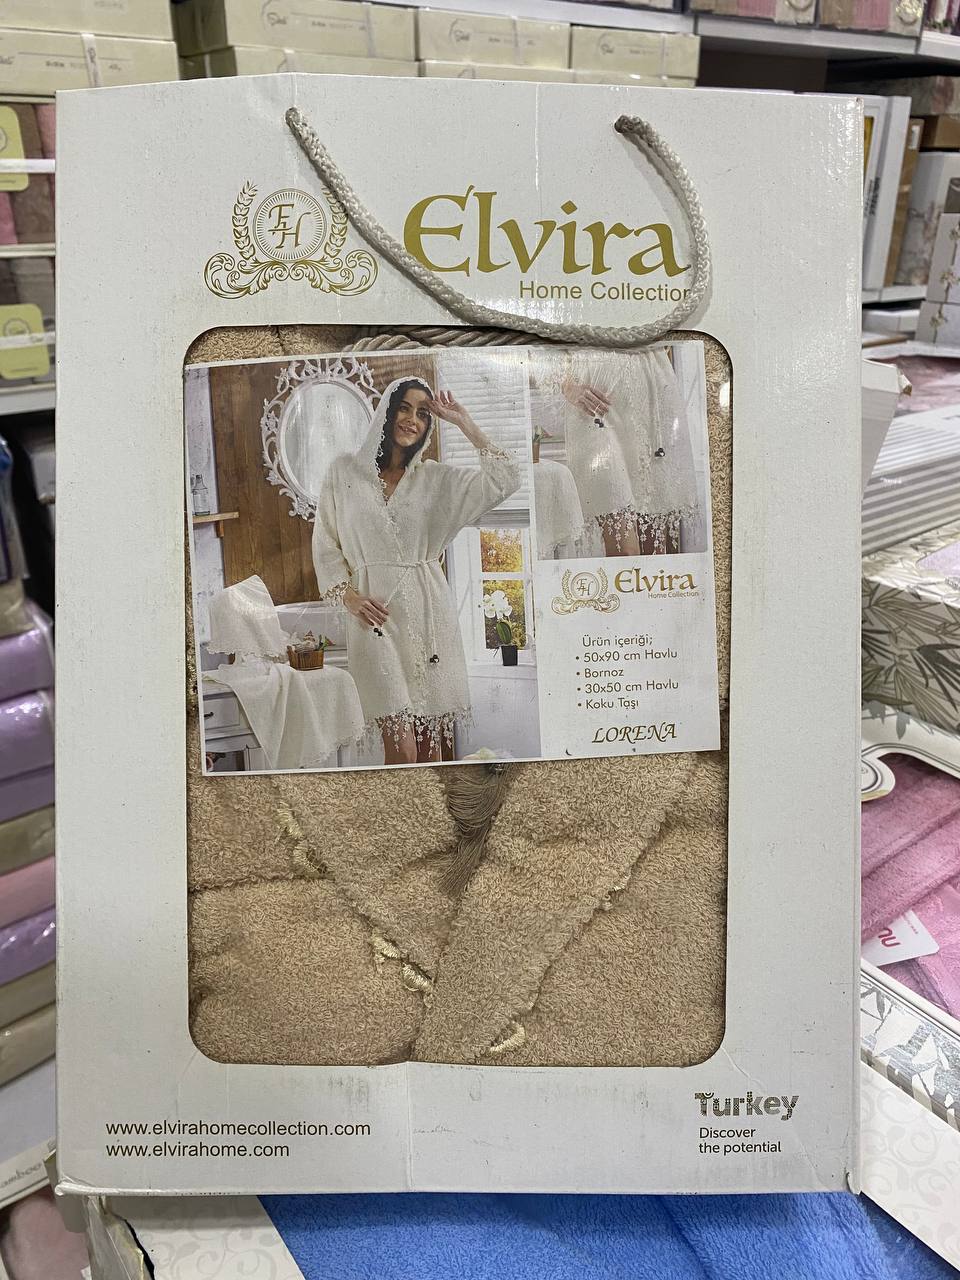 EH
Elvira
Home Collection
EH
Elvira
Home Collection
Ürün içeriği;
• 50x90 cm Havlu
• Bornoz
• 30x50 cm Havlu
• Koku Taşı
LORENA
www.elvirahomecollection.com
www.elvirahome.com
Turkey
Discover
the potential